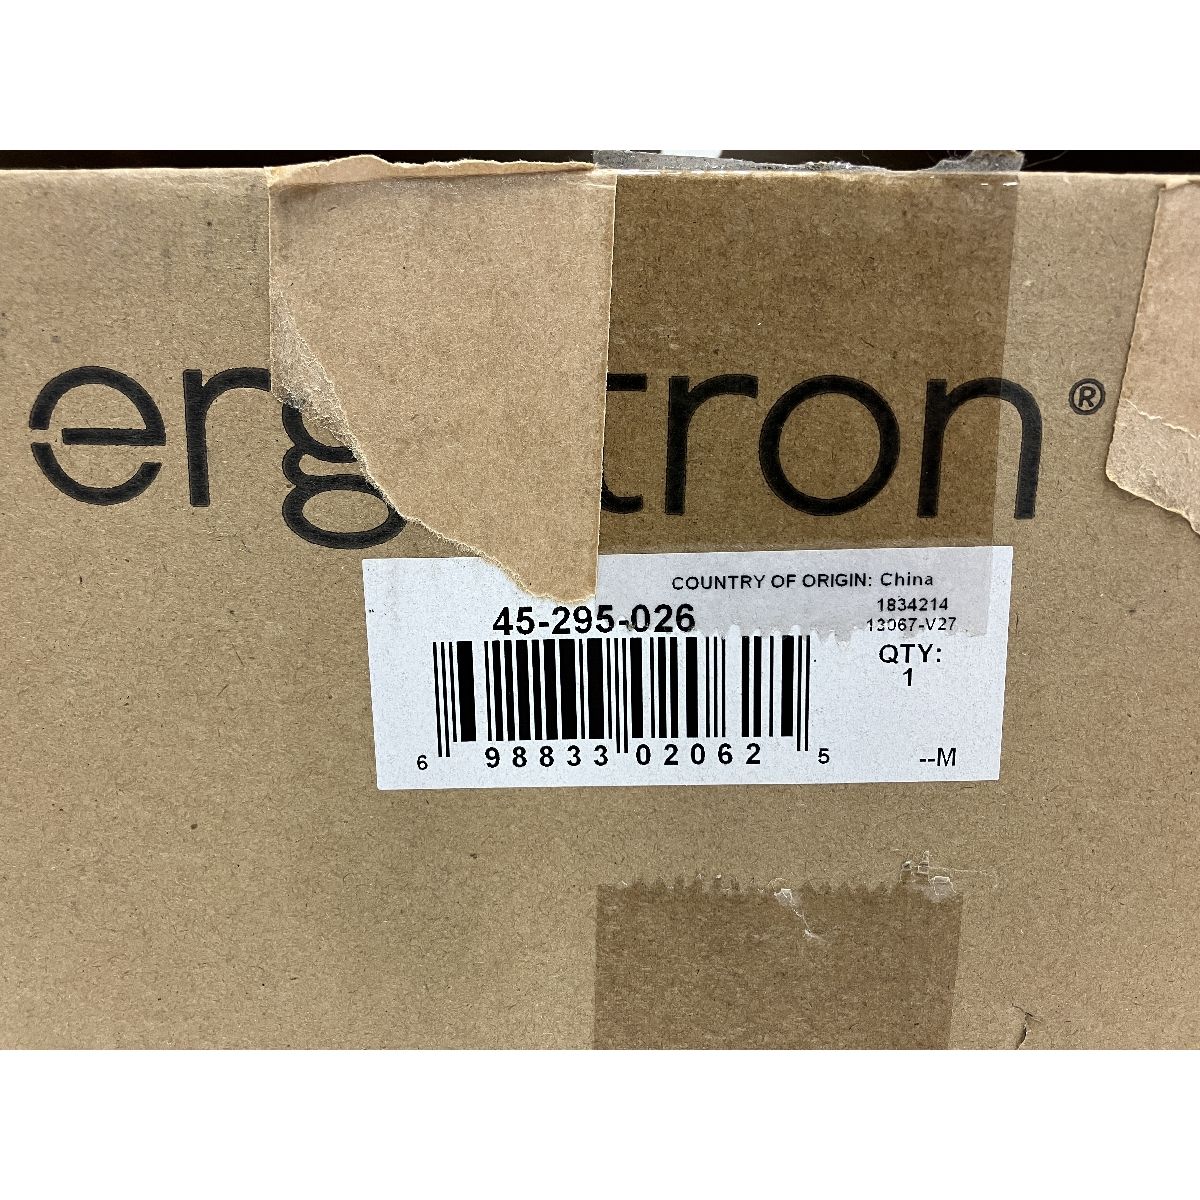 erg tron®
COUNTRY OF ORIGIN: China
45-295-026
1834214
13067-V27
QTY:
1
6 98833 02062 5
--M